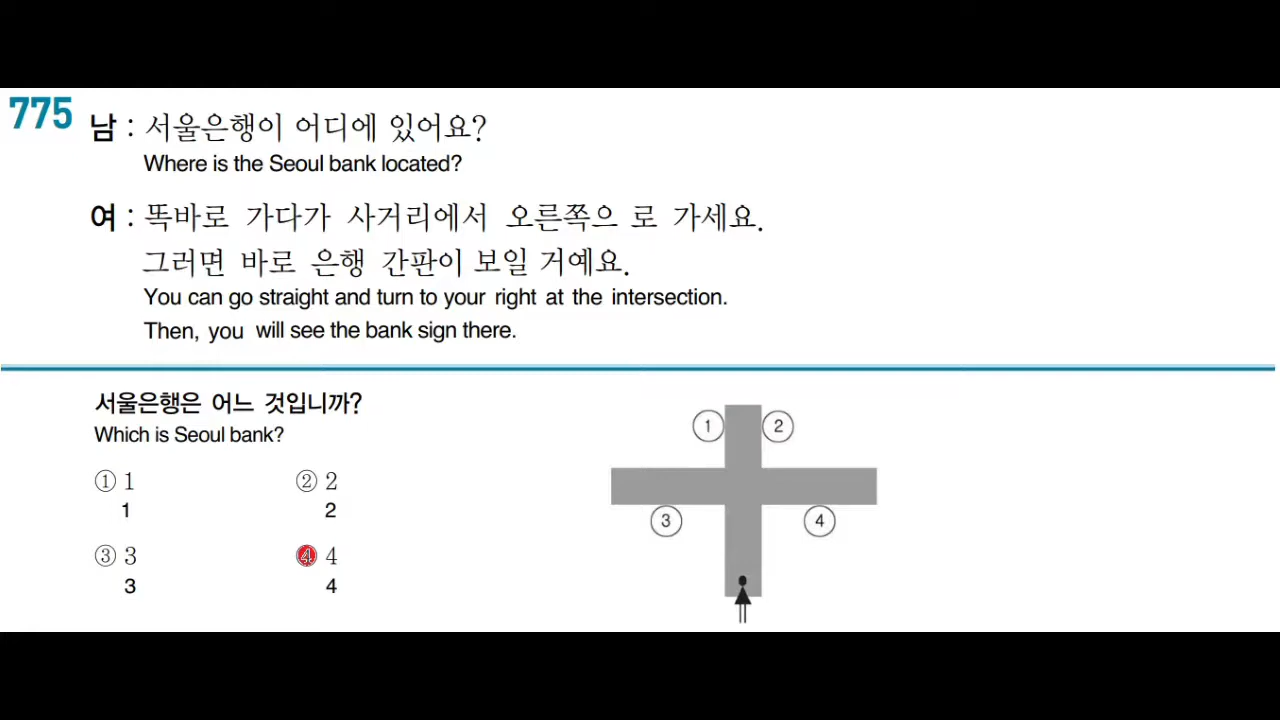 775
남 : 서울은행이 어디에 있어요?
Where is the Seoul bank located?
여 : 똑바로 가다가 사거리에서 오른쪽으 로 가세요.
그러면 바로 은행 간판이 보일 거예요.
You can go straight and turn to your right at the intersection.
Then, you will see the bank sign there.
서울은행은 어느 것입니까?
Which is Seoul bank?
① 1
1
② 2
2
③ 3
3
④ 4
4
①
②
③
④